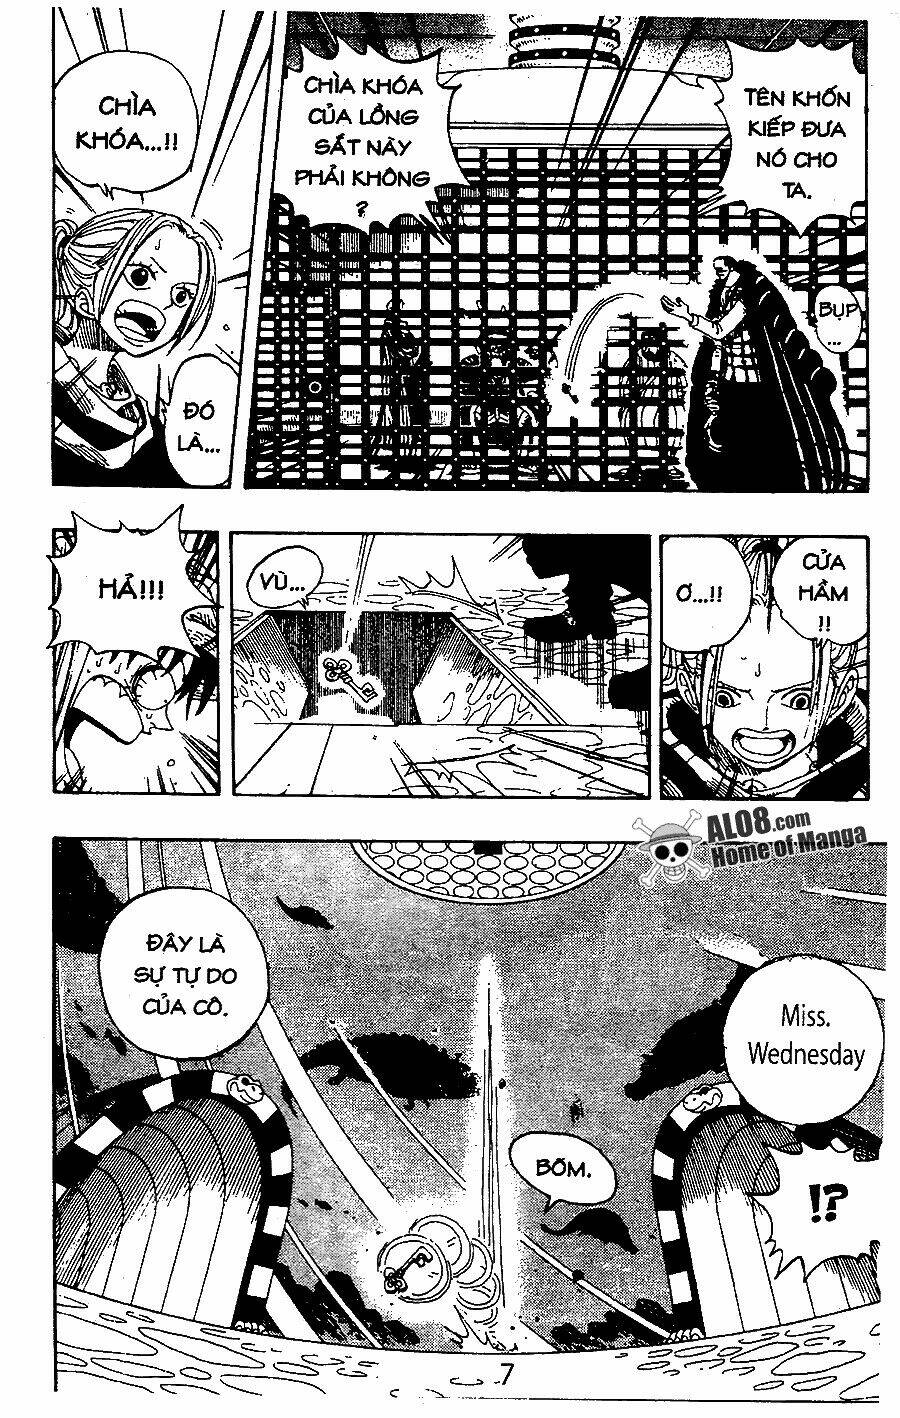 TÊN KHỐN
KIẾP ĐƯA
NÓ CHO
TA.
CHÌA KHÓA
CỦA LỒNG
SẮT NÀY
PHẢI KHÔNG
?
BỤP
...
CHÌA
KHÓA...!!
ĐÓ
LÀ...
CỬA
HẦM
!!
Ơ...!!
VÙ...
HẢ!!!
AL08.com
Home of Manga
Miss.
Wednesday
ĐÂY LÀ
SỰ TỰ DO
CỦA CÔ.
BÕM.
!?
7